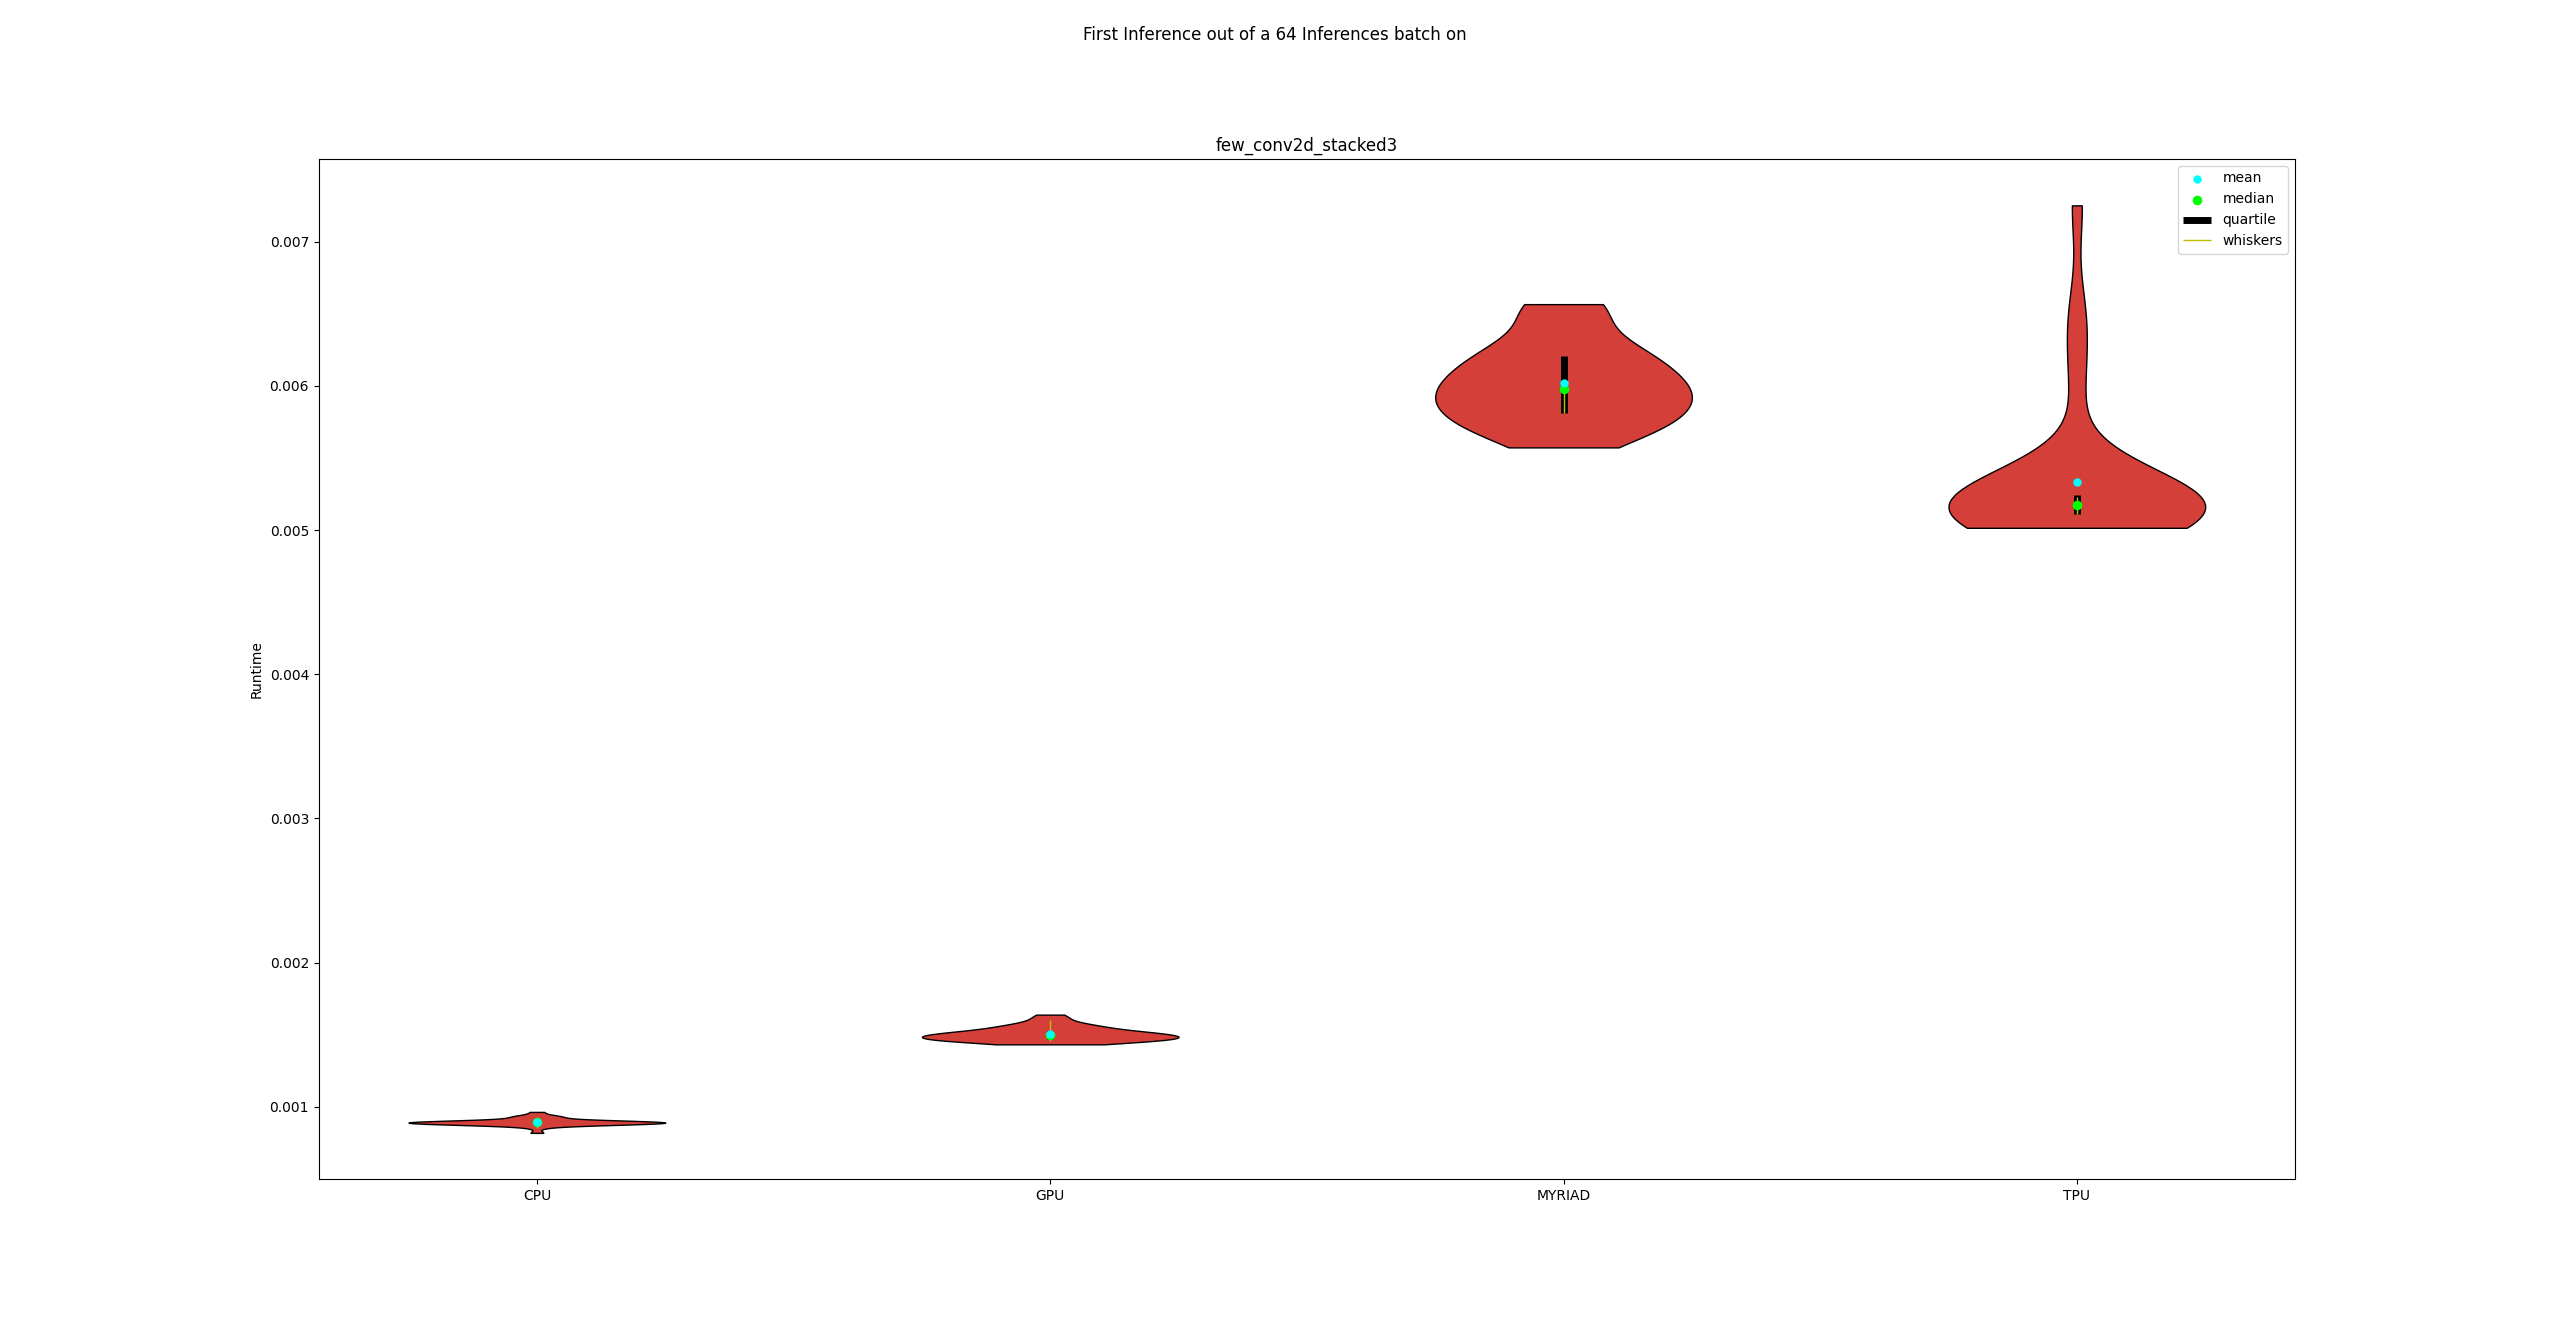 First Inference out of a 64 Inferences batch on
few_conv2d_stacked3
mean
median
quartile
whiskers
0.007
0.006
0.005
0.004
0.003
0.002
0.001
Runtime
CPU GPU MYRIAD TPU